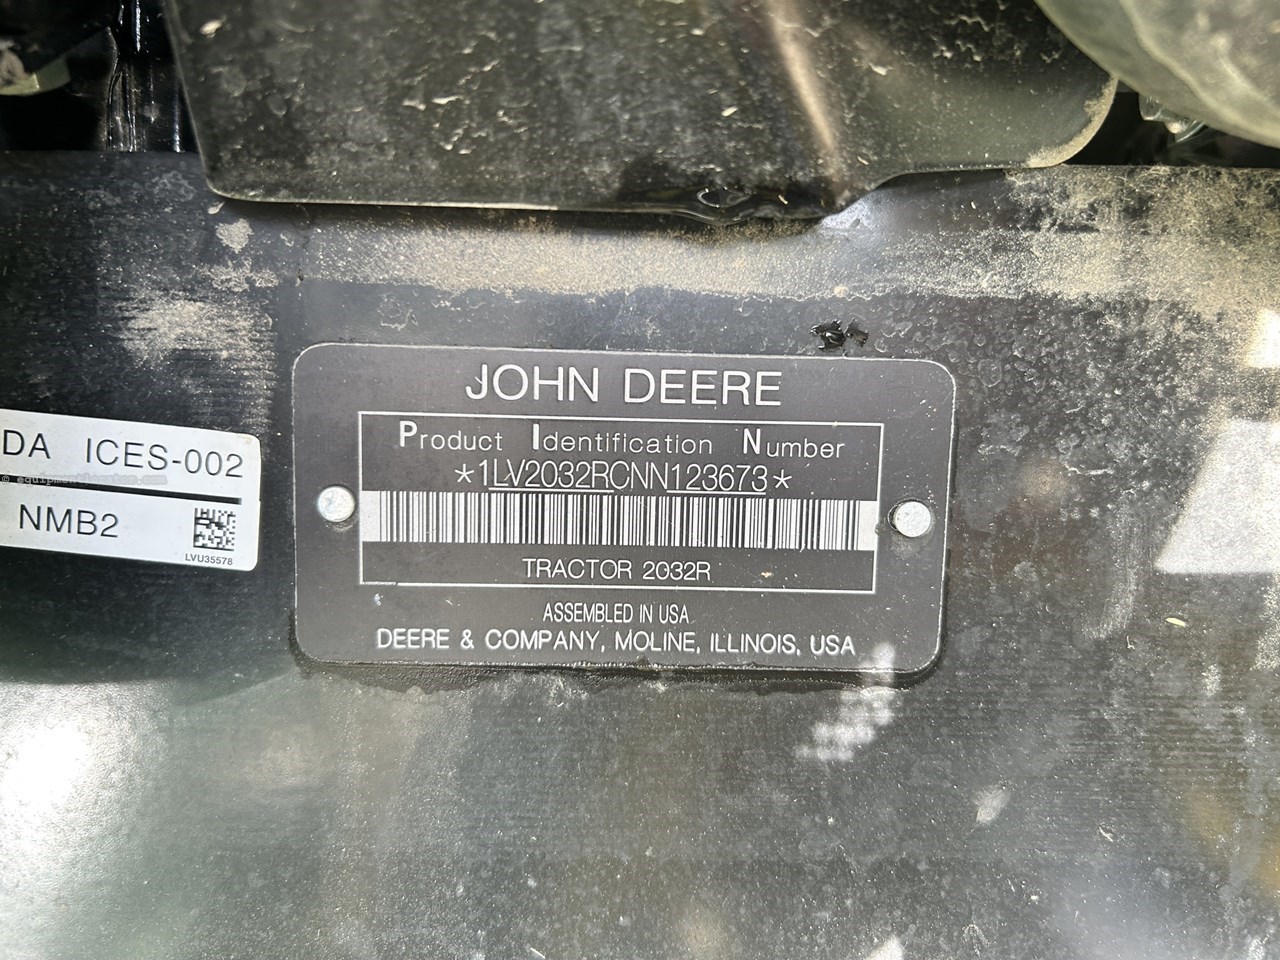 JOHN DEERE
Product Identification Number
*1LV2032RCNN123673*
TRACTOR 2032R
ASSEMBLED IN USA
DEERE & COMPANY, MOLINE, ILLINOIS, USA
DA ICES-002
NMB2
LVU35578